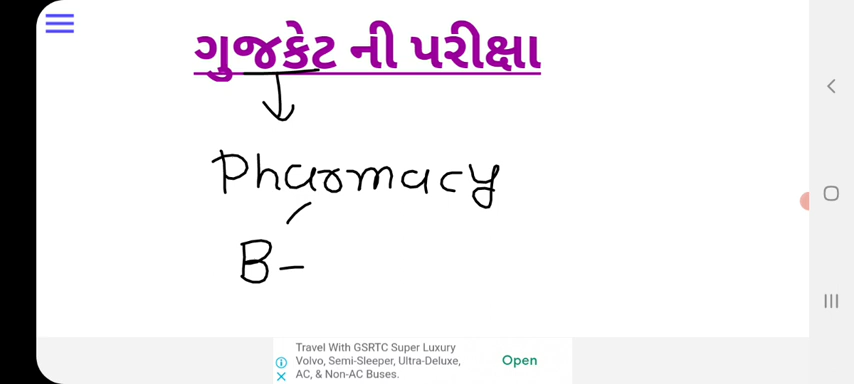 ગુજકેટ ની પરીક્ષા
Pharmacy
B-
Travel With GSRTC Super Luxury
Volvo, Semi-Sleeper, Ultra-Deluxe,
AC, & Non-AC Buses.
Open